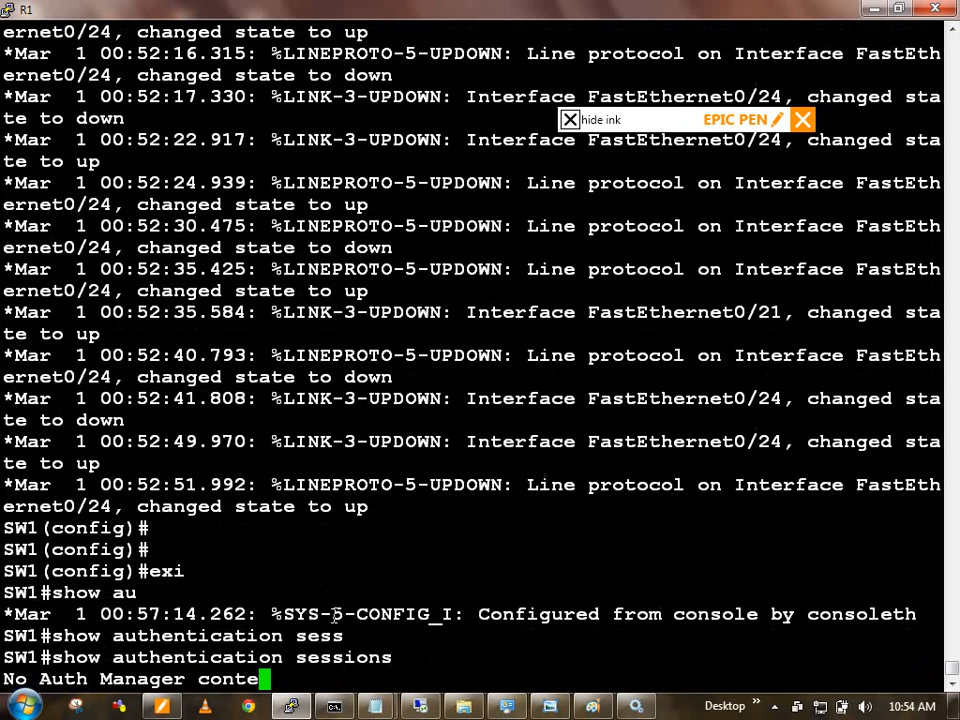 R1
ernet0/24, changed state to up
*Mar  1 00:52:16.315: %LINEPROTO-5-UPDOWN: Line protocol on Interface FastEth
ernet0/24, changed state to down
*Mar  1 00:52:17.330: %LINK-3-UPDOWN: Interface FastEthernet0/24, changed sta
te to down
hide ink EPIC PEN
*Mar  1 00:52:22.917: %LINK-3-UPDOWN: Interface FastEthernet0/24, changed sta
te to up
*Mar  1 00:52:24.939: %LINEPROTO-5-UPDOWN: Line protocol on Interface FastEth
ernet0/24, changed state to up
*Mar  1 00:52:30.475: %LINEPROTO-5-UPDOWN: Line protocol on Interface FastEth
ernet0/24, changed state to down
*Mar  1 00:52:35.425: %LINEPROTO-5-UPDOWN: Line protocol on Interface FastEth
ernet0/24, changed state to up
*Mar  1 00:52:35.584: %LINK-3-UPDOWN: Interface FastEthernet0/21, changed sta
te to up
*Mar  1 00:52:40.793: %LINEPROTO-5-UPDOWN: Line protocol on Interface FastEth
ernet0/24, changed state to down
*Mar  1 00:52:41.808: %LINK-3-UPDOWN: Interface FastEthernet0/24, changed sta
te to down
*Mar  1 00:52:49.970: %LINK-3-UPDOWN: Interface FastEthernet0/24, changed sta
te to up
*Mar  1 00:52:51.992: %LINEPROTO-5-UPDOWN: Line protocol on Interface FastEth
ernet0/24, changed state to up
SW1(config)#
SW1(config)#
SW1(config)#exi
SW1#show au
*Mar  1 00:57:14.262: %SYS-5-CONFIG_I: Configured from console by consoleth
SW1#show authentication sess
SW1#show authentication sessions
No Auth Manager conte
Desktop » 10:54 AM